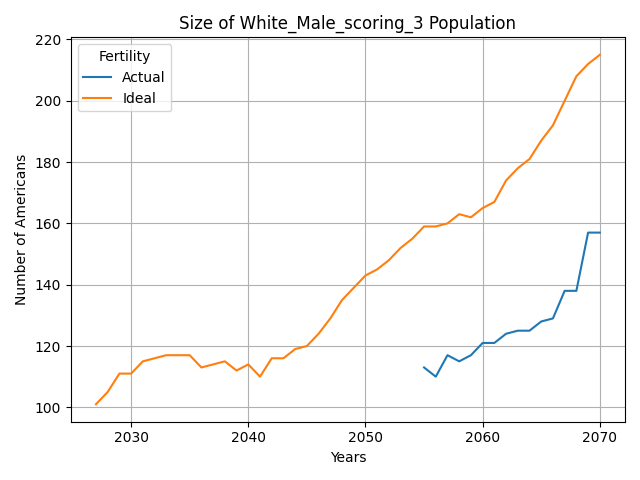 Size of White_Male_scoring_3 Population
Fertility
Actual
Ideal
Number of Americans
220
200
180
160
140
120
100
2030 2040 2050 2060 2070
Years